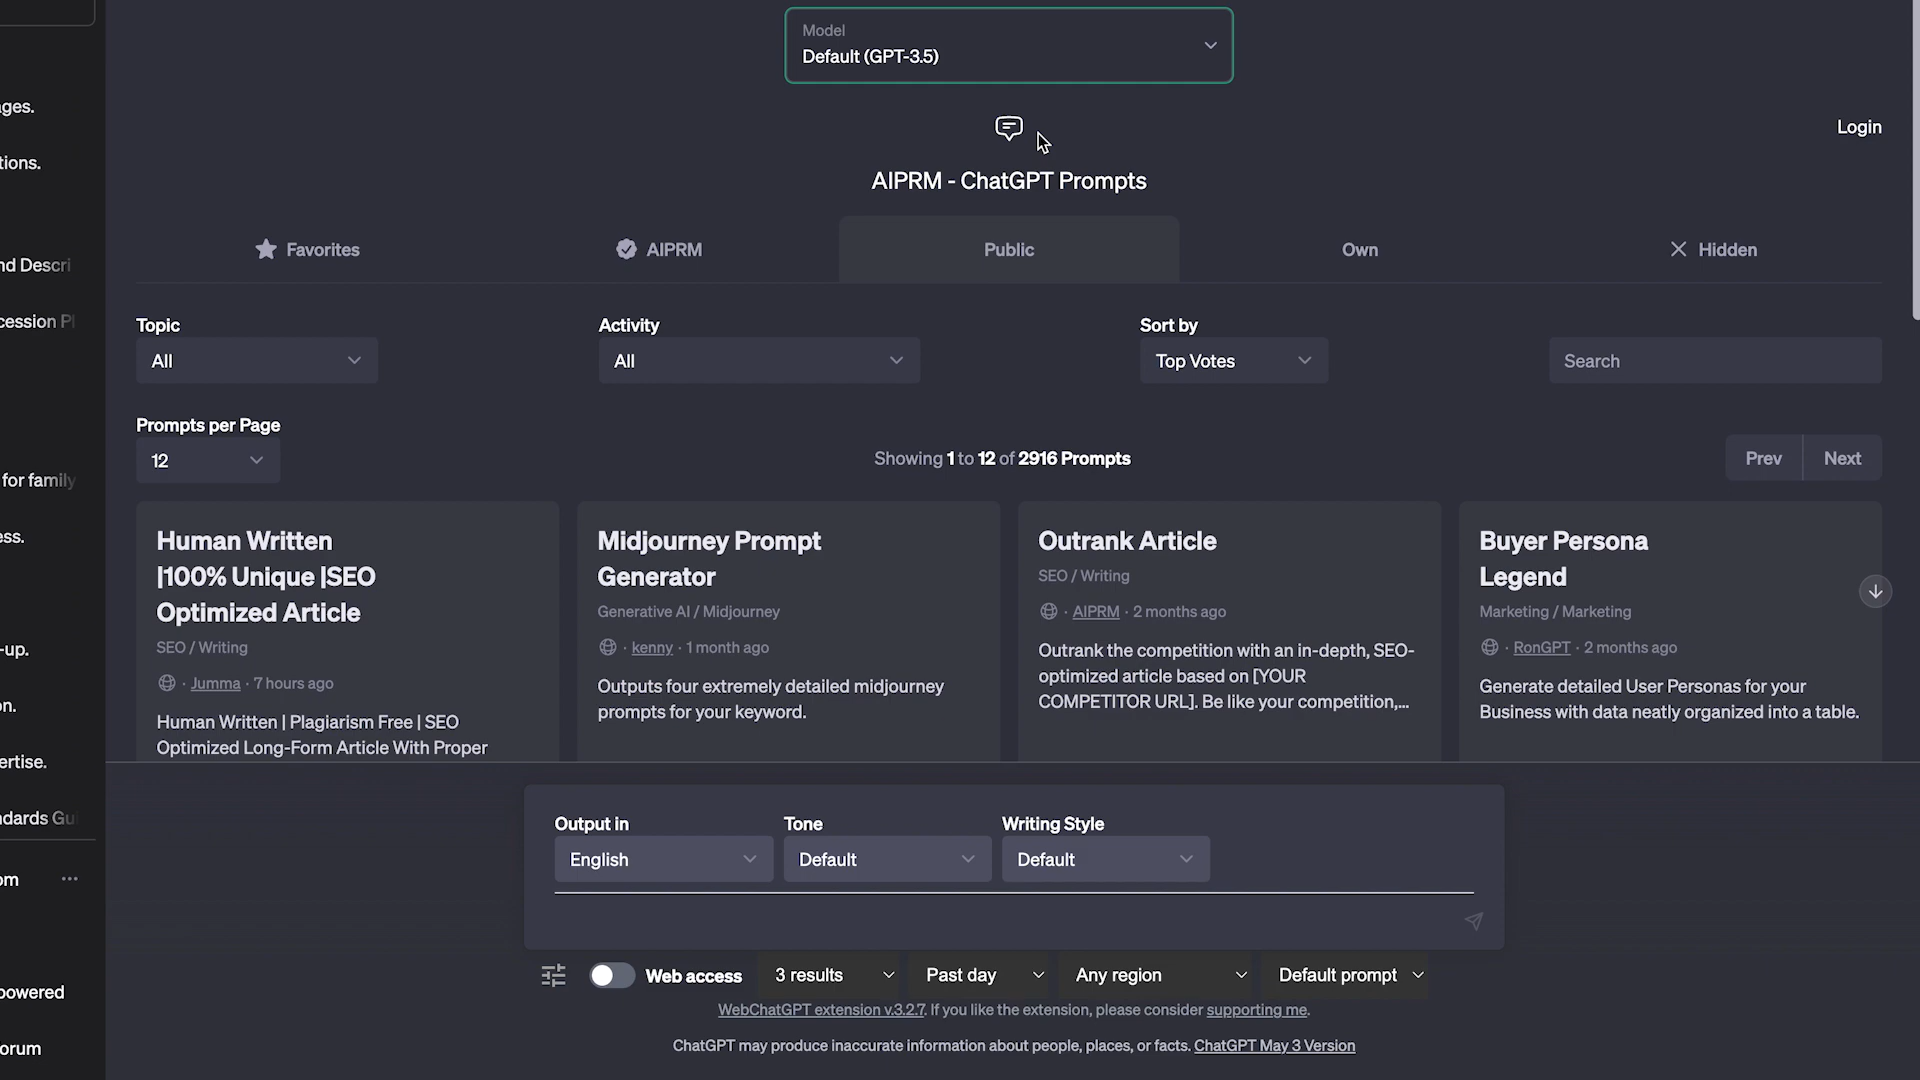 Model
Default (GPT-3.5)
Login
AIPRM - ChatGPT Prompts
Favorites
AIPRM
Public
Own
Hidden
Topic
All
Activity
All
Sort by
Top Votes
Search
Prompts per Page
12
Showing 1 to 12 of 2916 Prompts
Prev
Next
Human Written
|100% Unique |SEO
Optimized Article
SEO / Writing
· Jumma · 7 hours ago
Human Written | Plagiarism Free | SEO
Optimized Long-Form Article With Proper
Midjourney Prompt
Generator
Generative AI / Midjourney
· kenny · 1 month ago
Outputs four extremely detailed midjourney
prompts for your keyword.
Outrank Article
SEO / Writing
· AIPRM · 2 months ago
Outrank the competition with an in-depth, SEO-
optimized article based on [YOUR
COMPETITOR URL]. Be like your competition,...
Buyer Persona
Legend
Marketing / Marketing
· RonGPT · 2 months ago
Generate detailed User Personas for your
Business with data neatly organized into a table.
ges.
tions.
nd Descri
cession Pl
for family
ess.
-up.
on.
ertise.
ndards Gu
om
powered
orum
Output in
English
Tone
Default
Writing Style
Default
Web access
3 results
Past day
Any region
Default prompt
WebChatGPT extension v.3.2.7. If you like the extension, please consider supporting me.
ChatGPT may produce inaccurate information about people, places, or facts. ChatGPT May 3 Version